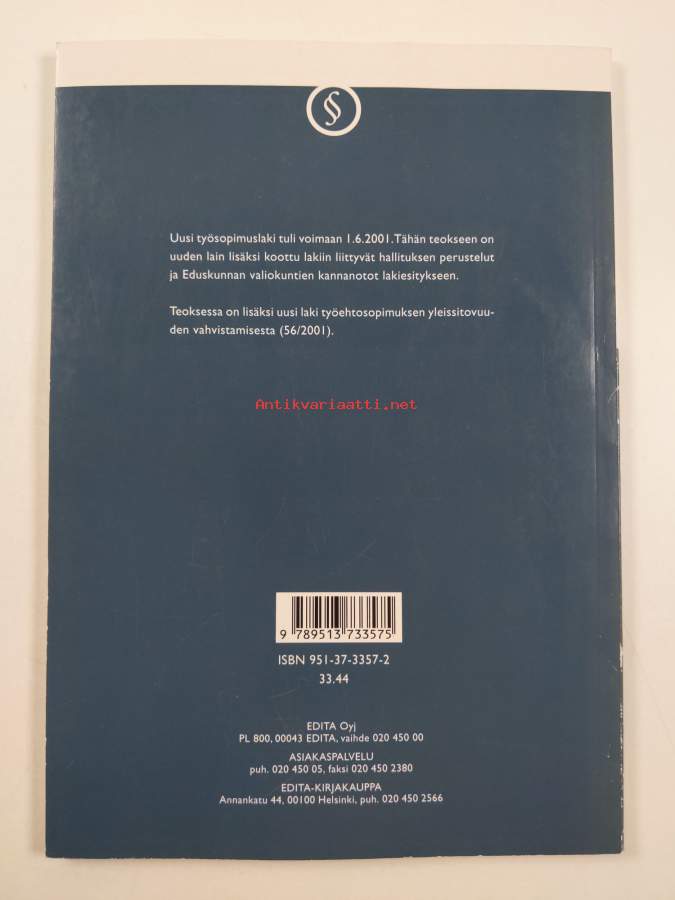 §
Uusi työsopimuslaki tuli voimaan 1.6.2001.Tähän teokseen on
uuden lain lisäksi koottu lakiin liittyvät hallituksen perustelut
ja Eduskunnan valiokuntien kannanotot lakiesitykseen.
Teoksessa on lisäksi uusi laki työehtosopimuksen yleissitovuu-
den vahvistamisesta (56/2001).
Antikvariaatti.net
9 789513 733575
ISBN 951-37-3357-2
33.44
EDITA Oyj
PL 800, 00043 EDITA, vaihde 020 450 00
ASIAKASPALVELU
puh. 020 450 05, faksi 020 450 2380
EDITA-KIRJAKAUPPA
Annankatu 44, 00100 Helsinki, puh. 020 450 2566